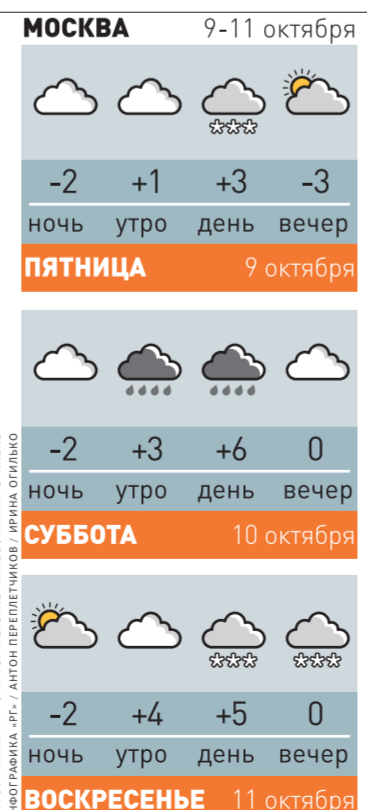 МОСКВА 9-11 октября
-2 +1 +3 -3
ночь утро день вечер
ПЯТНИЦА 9 октября
-2 +3 +6 0
ночь утро день вечер
СУББОТА 10 октября
-2 +4 +5 0
ночь утро день вечер
ВОСКРЕСЕНЬЕ 11 октября
НФОГРАФИКА «РГ» / АНТОН ПЕРЕПЛЕТЧИКОВ / ИРИНА ОГИЛЬКО